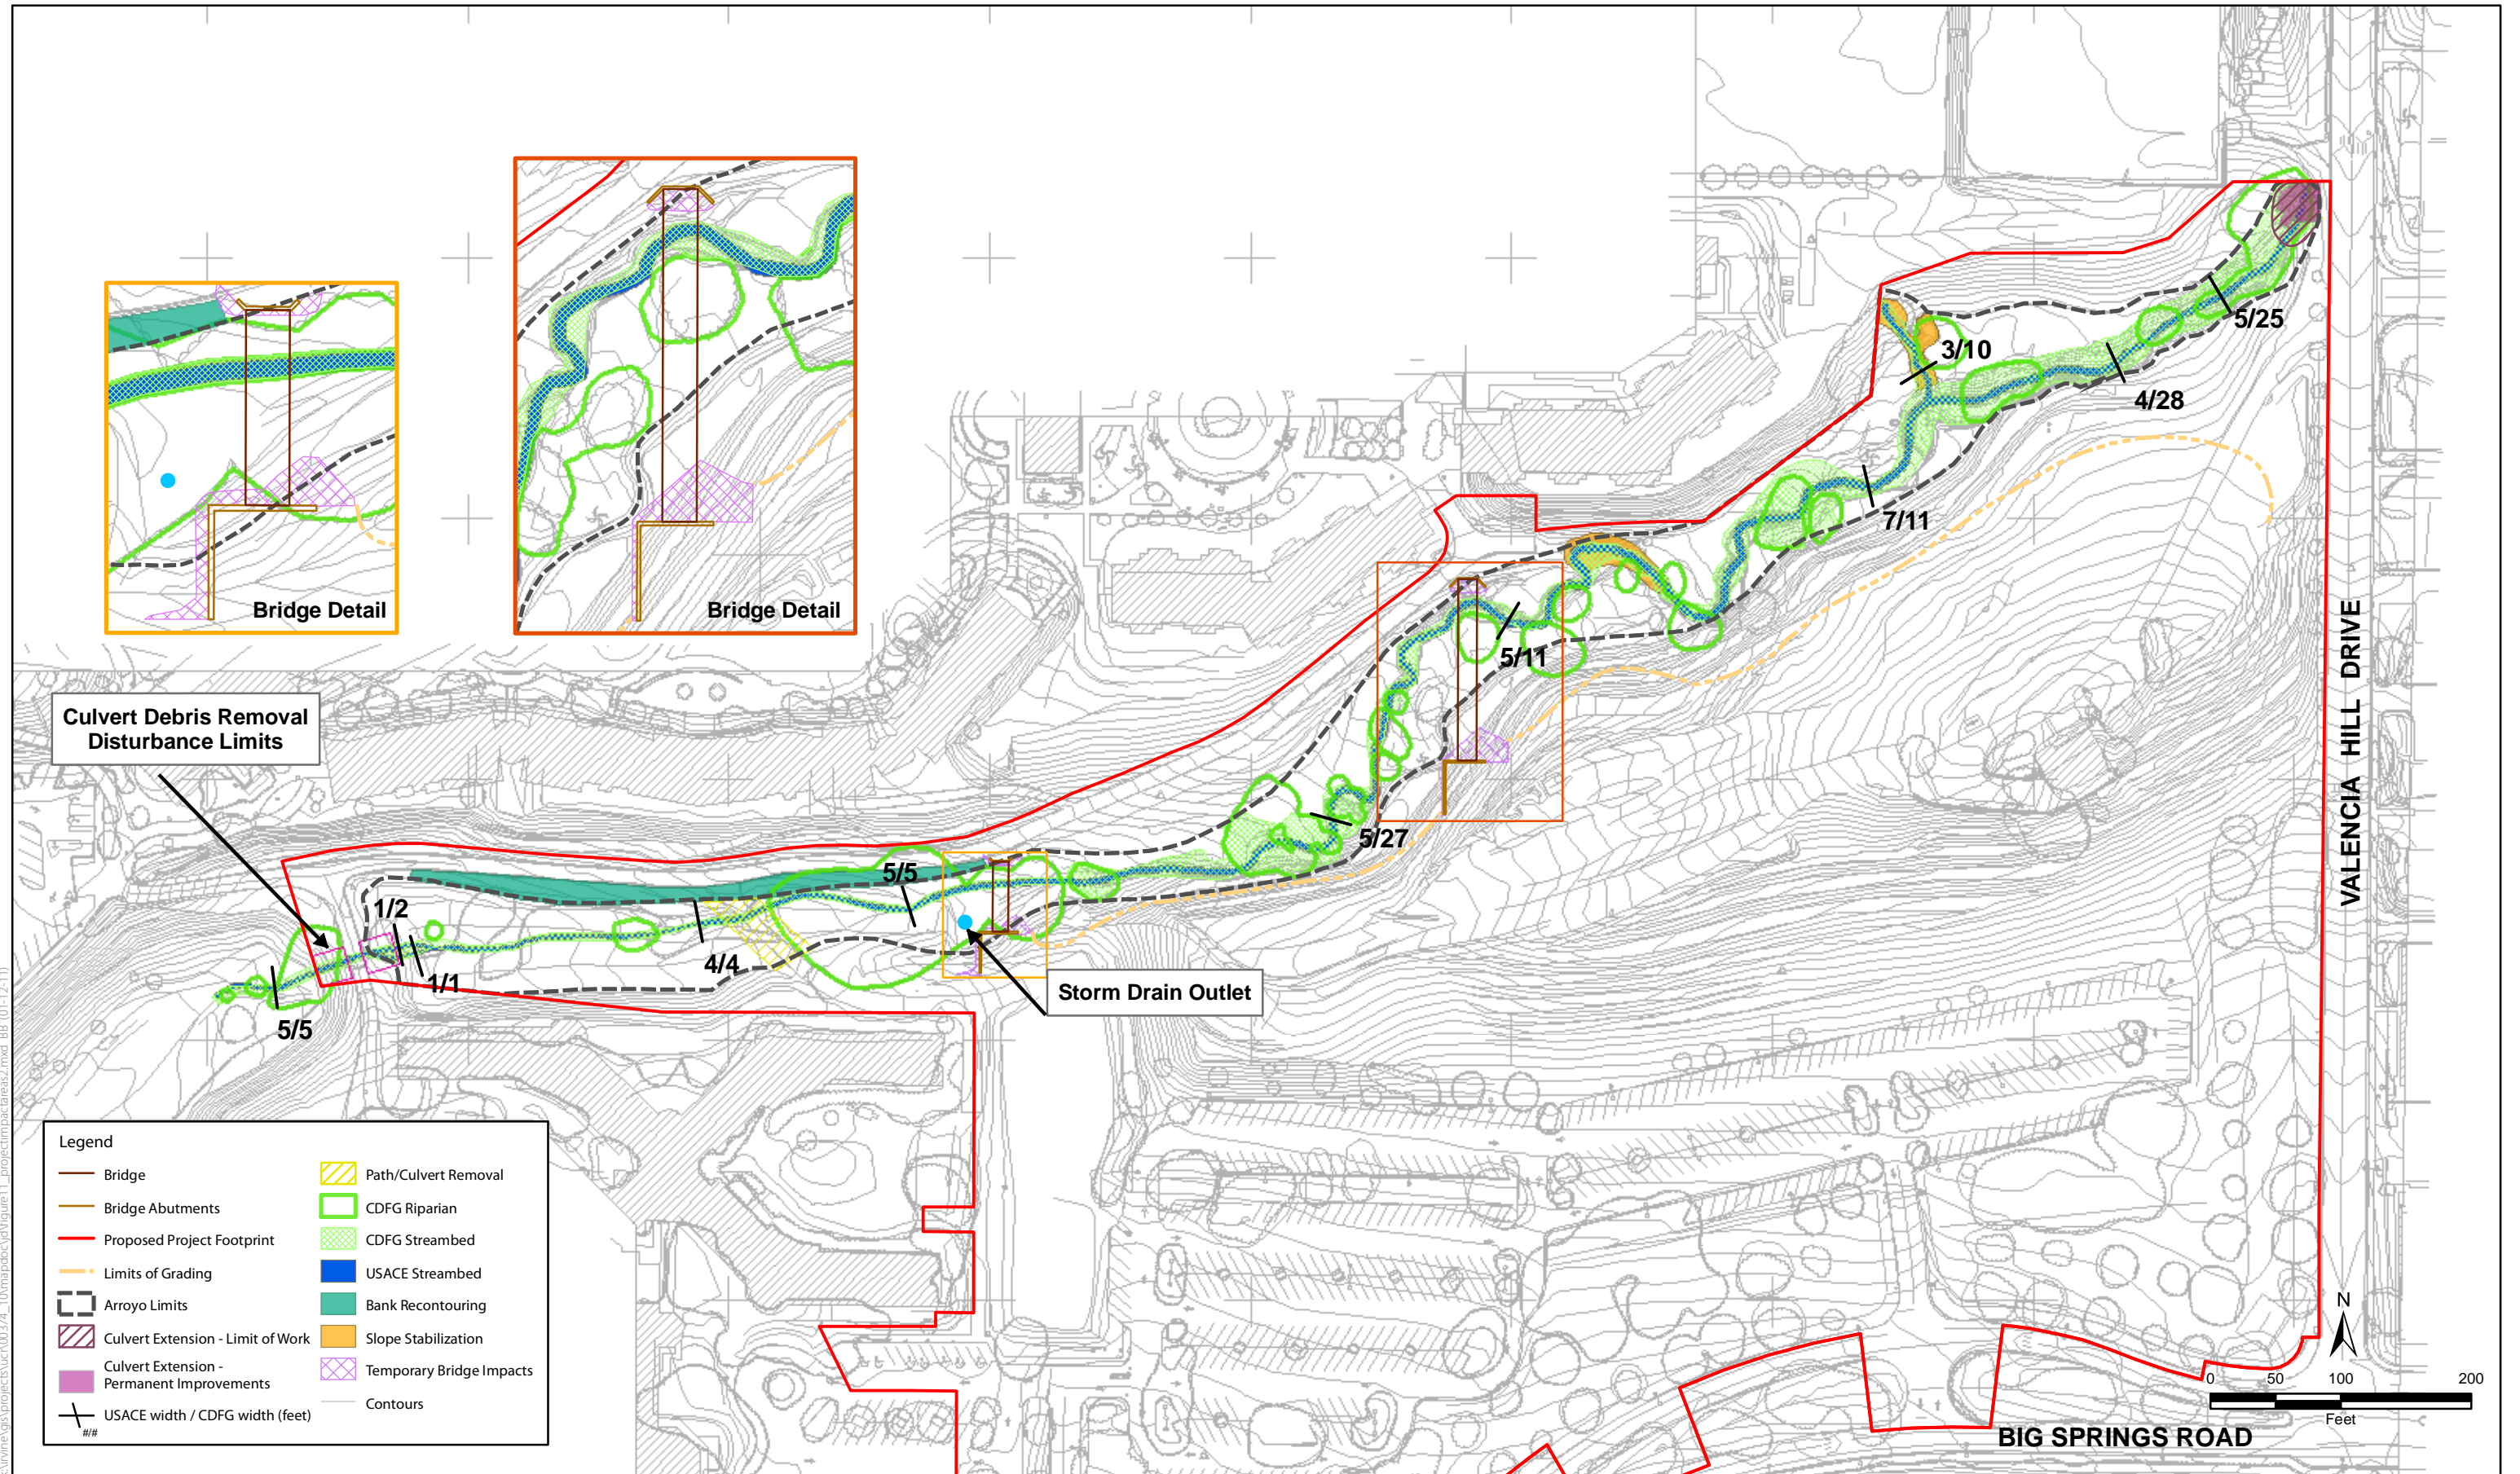 Bridge Detail
Bridge Detail
5/25
3/10
4/28
7/11
5/11
5/27
VALENCIA HILL DRIVE
Culvert Debris Removal
Disturbance Limits
5/5
1/2
4/4
1/1
5/5
Storm Drain Outlet
Legend
Bridge
Bridge Abutments
Proposed Project Footprint
Limits of Grading
Arroyo Limits
Culvert Extension - Limit of Work
Culvert Extension -
Permanent Improvements
USACE width / CDFG width (feet)
#/#
Path/Culvert Removal
CDFG Riparian
CDFG Streambed
USACE Streambed
Bank Recontouring
Slope Stabilization
Temporary Bridge Impacts
Contours
N
0 50 100 200
Feet
BIG SPRINGS ROAD